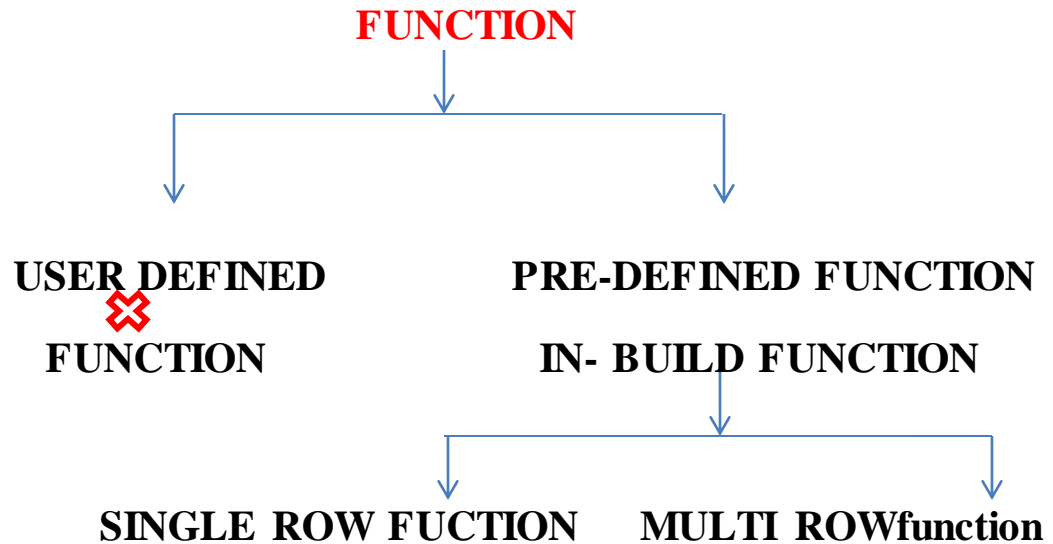 FUNCTION
USER DEFINED
FUNCTION
PRE-DEFINED FUNCTION
IN- BUILD FUNCTION
SINGLE ROW FUCTION
MULTI ROWfunction